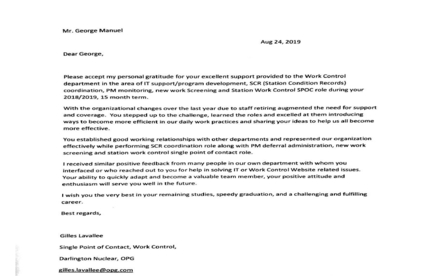 Mr. George Manuel
Aug 24, 2019
Dear George,
Please accept my personal gratitude for your excellent support provided to the Work Control
department in the area of IT support/program development, SCR (Station Condition Records)
coordination, PM monitoring, new work Screening and Station Work Control SPOC role during your
2018/2019, 15 month term.
With the organizational changes over the last year due to staff retiring augmented the need for support
and coverage. You stepped up to the challenge, learned the roles and excelled at them introducing
ways to become more efficient in our daily work practices and sharing your ideas to help us all become
more effective.
You established good working relationships with other departments and represented our organization
effectively while performing SCR coordination role along with PM deferral administration, new work
screening and station work control single point of contact role.
I received similar positive feedback from many people in our own department with whom you
interfaced or who reached out to you for help in solving IT or Work Control Website related issues.
Your ability to quickly adapt and become a valuable team member, your positive attitude and
enthusiasm will serve you well in the future.
I wish you the very best in your remaining studies, speedy graduation, and a challenging and fulfilling
career.
Best regards,
Gilles Lavallee
Single Point of Contact, Work Control,
Darlington Nuclear, OPG
gilles.lavallee@opg.com